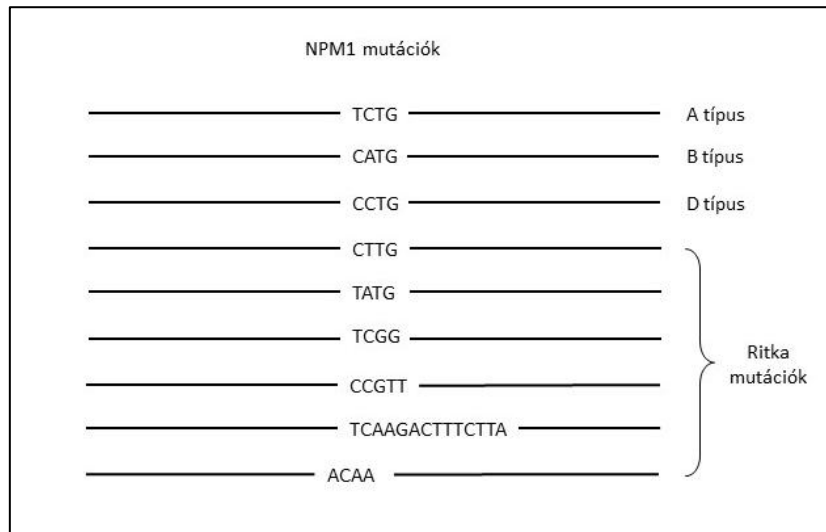 NPM1 mutációk
TCTG A típus
CATG B típus
CCTG D típus
CTTG
TATG
TCGG
CCGTT
TCAAGACTTTCTTA
ACAA
Ritka
mutációk